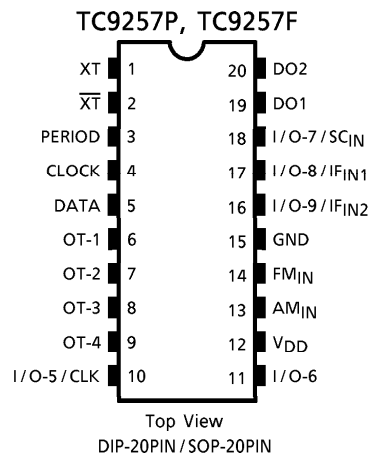 TC9257P, TC9257F
XT 1 20 DO2
X̅T̅ 2 19 DO1
PERIOD 3 18 I/O-7/SCIN
CLOCK 4 17 I/O-8/IFIN1
DATA 5 16 I/O-9/IFIN2
OT-1 6 15 GND
OT-2 7 14 FMIN
OT-3 8 13 AMIN
OT-4 9 12 VDD
I/O-5/CLK 10 11 I/O-6
Top View
DIP-20PIN/SOP-20PIN